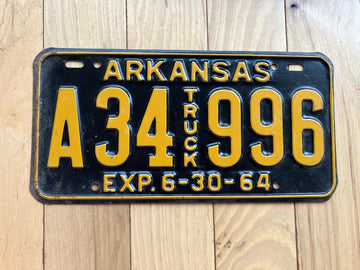 ARKANSAS
A34 TRUCK 996
EXP. 6-30-64